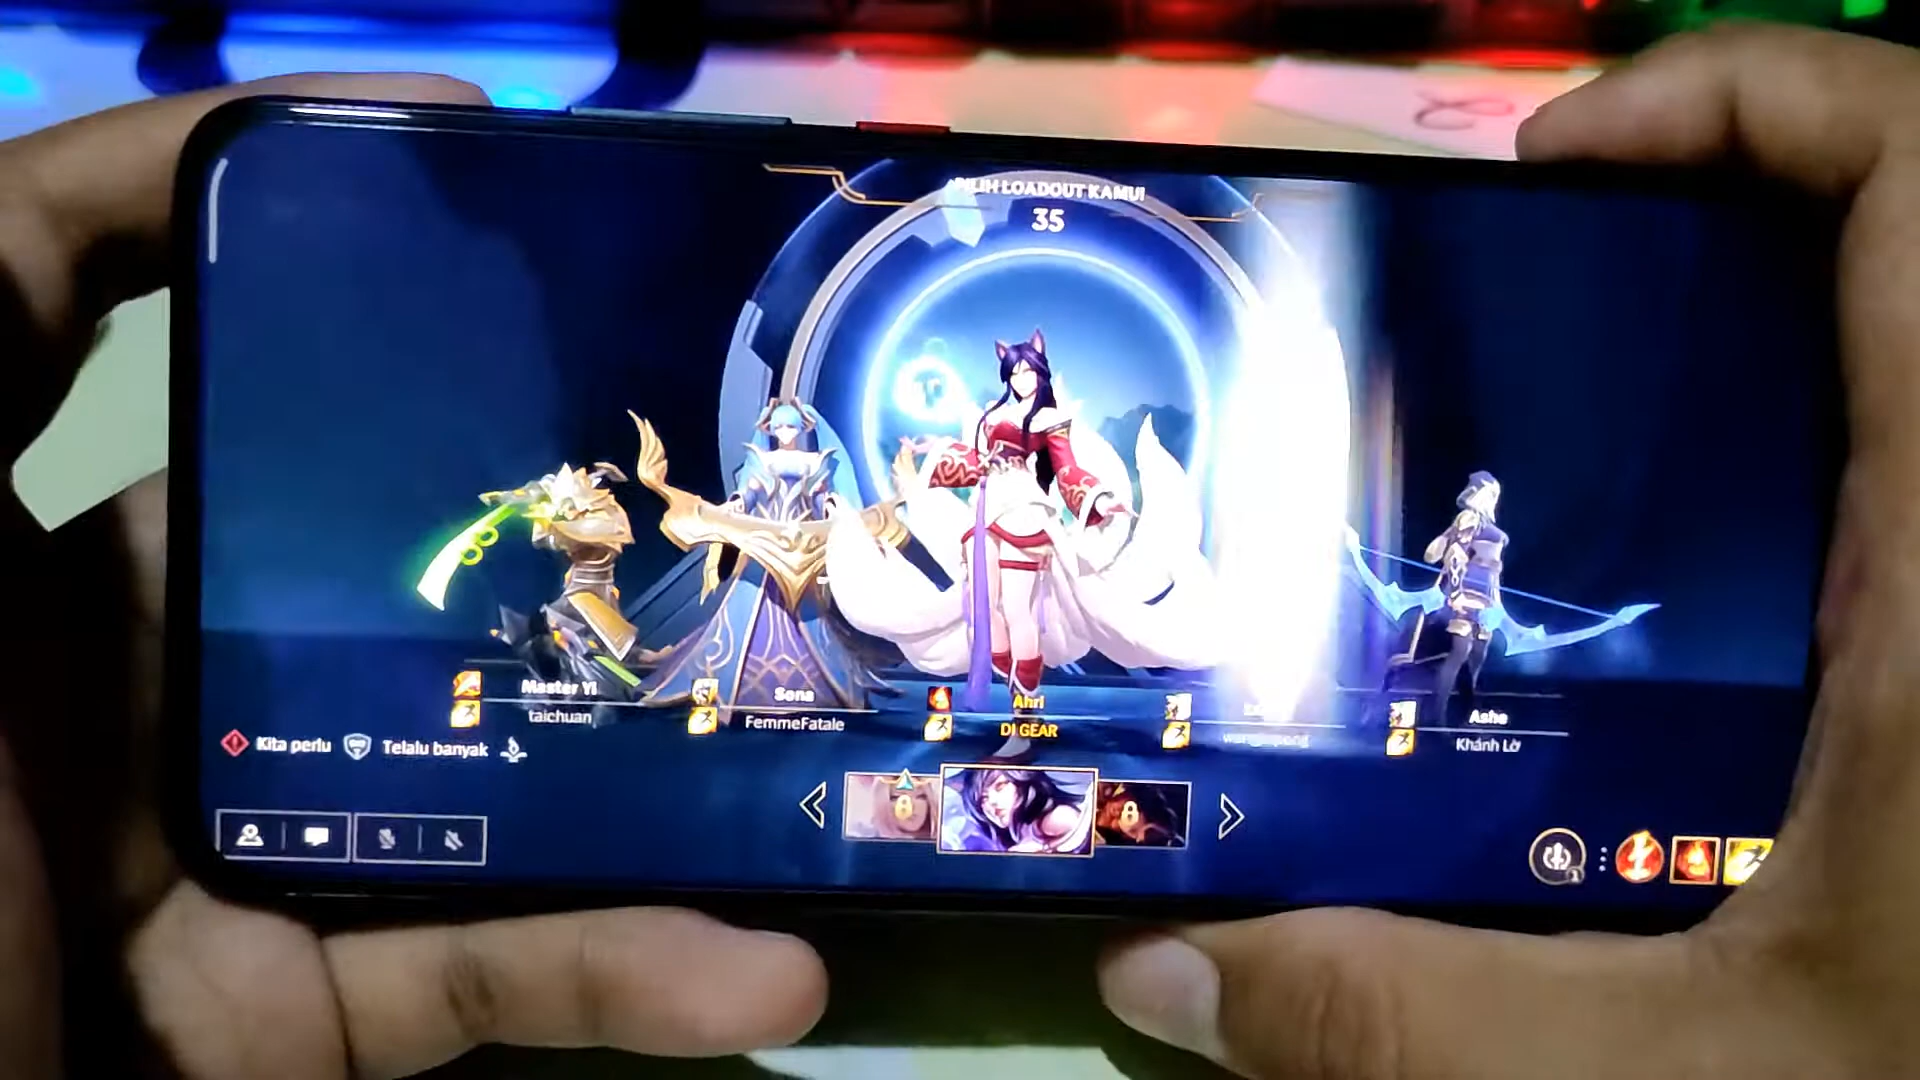 PILIH LOADOUT KAMU!
35
Master Yi
taichuan
Sona
FemmeFatale
Ahri
DI GEAR
Ashe
Khánh Lờ
Kita perlu
Telalu banyak
1